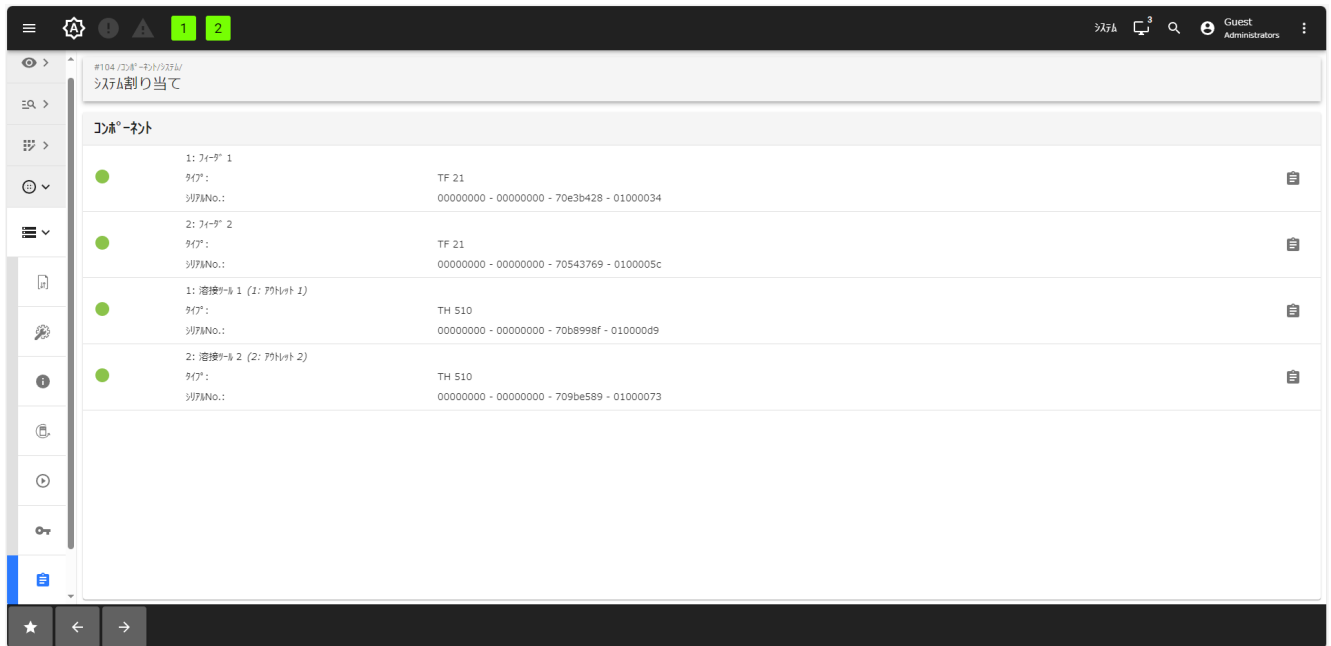 1 2 ｼｽﾃﾑ 3 Guest
Administrators
#104 /ｺﾝﾎﾟｰﾈﾝﾄ/ｼｽﾃﾑ/
ｼｽﾃﾑ割り当て
ｺﾝﾎﾟｰﾈﾝﾄ
1: ﾌｨｰﾀﾞ 1
ﾀｲﾌﾟ: TF 21
ｼﾘｱﾙNo.: 00000000 - 00000000 - 70e3b428 - 01000034
2: ﾌｨｰﾀﾞ 2
ﾀｲﾌﾟ: TF 21
ｼﾘｱﾙNo.: 00000000 - 00000000 - 70543769 - 0100005c
1: 溶接ﾂｰﾙ 1 (1: ｱｳﾄﾚｯﾄ 1)
ﾀｲﾌﾟ: TH 510
ｼﾘｱﾙNo.: 00000000 - 00000000 - 70b8998f - 010000d9
2: 溶接ﾂｰﾙ 2 (2: ｱｳﾄﾚｯﾄ 2)
ﾀｲﾌﾟ: TH 510
ｼﾘｱﾙNo.: 00000000 - 00000000 - 709be589 - 01000073